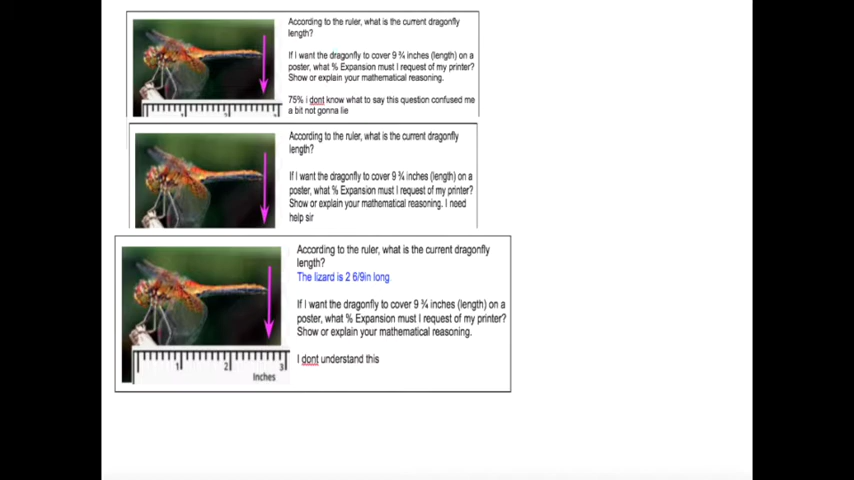 According to the ruler, what is the current dragonfly
length?
If I want the dragonfly to cover 9 ¾ inches (length) on a
poster, what % Expansion must I request of my printer?
Show or explain your mathematical reasoning.
75% i dont know what to say this question confused me
a bit not gonna lie
According to the ruler, what is the current dragonfly
length?
If I want the dragonfly to cover 9 ¾ inches (length) on a
poster, what % Expansion must I request of my printer?
Show or explain your mathematical reasoning. I need
help sir
According to the ruler, what is the current dragonfly
length?
The lizard is 2 6/9in long
If I want the dragonfly to cover 9 ¾ inches (length) on a
poster, what % Expansion must I request of my printer?
Show or explain your mathematical reasoning.
I dont understand this
1 2 3
Inches